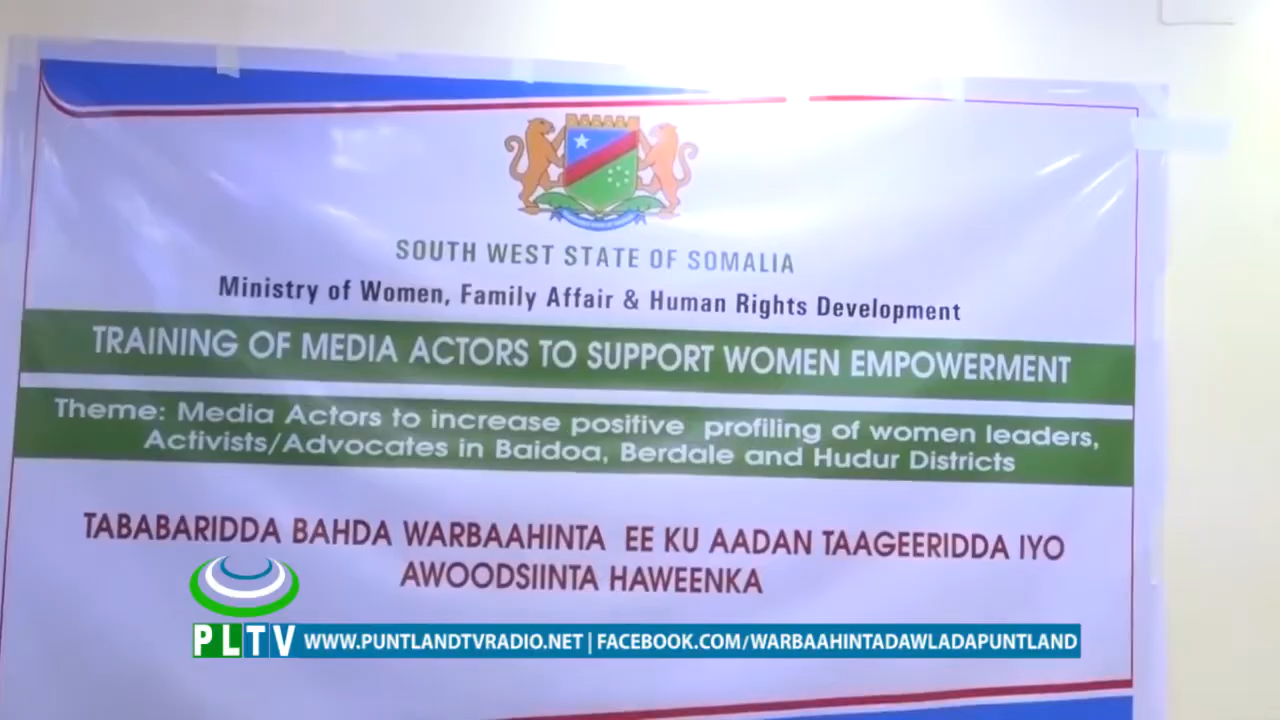 SOUTH WEST STATE OF SOMALIA
Ministry of Women, Family Affair & Human Rights Development
TRAINING OF MEDIA ACTORS TO SUPPORT WOMEN EMPOWERMENT
Theme: Media Actors to increase positive profiling of women leaders,
Activists/Advocates in Baidoa, Berdale and Hudur Districts
TABABARIDDA BAHDA WARBAAHINTA EE KU AADAN TAAGEERIDDA IYO
AWOODSIINTA HAWEENKA
PLTV WWW.PUNTLANDTVRADIO.NET | FACEBOOK.COM/WARBAAHINTADAWLADAPUNTLAND